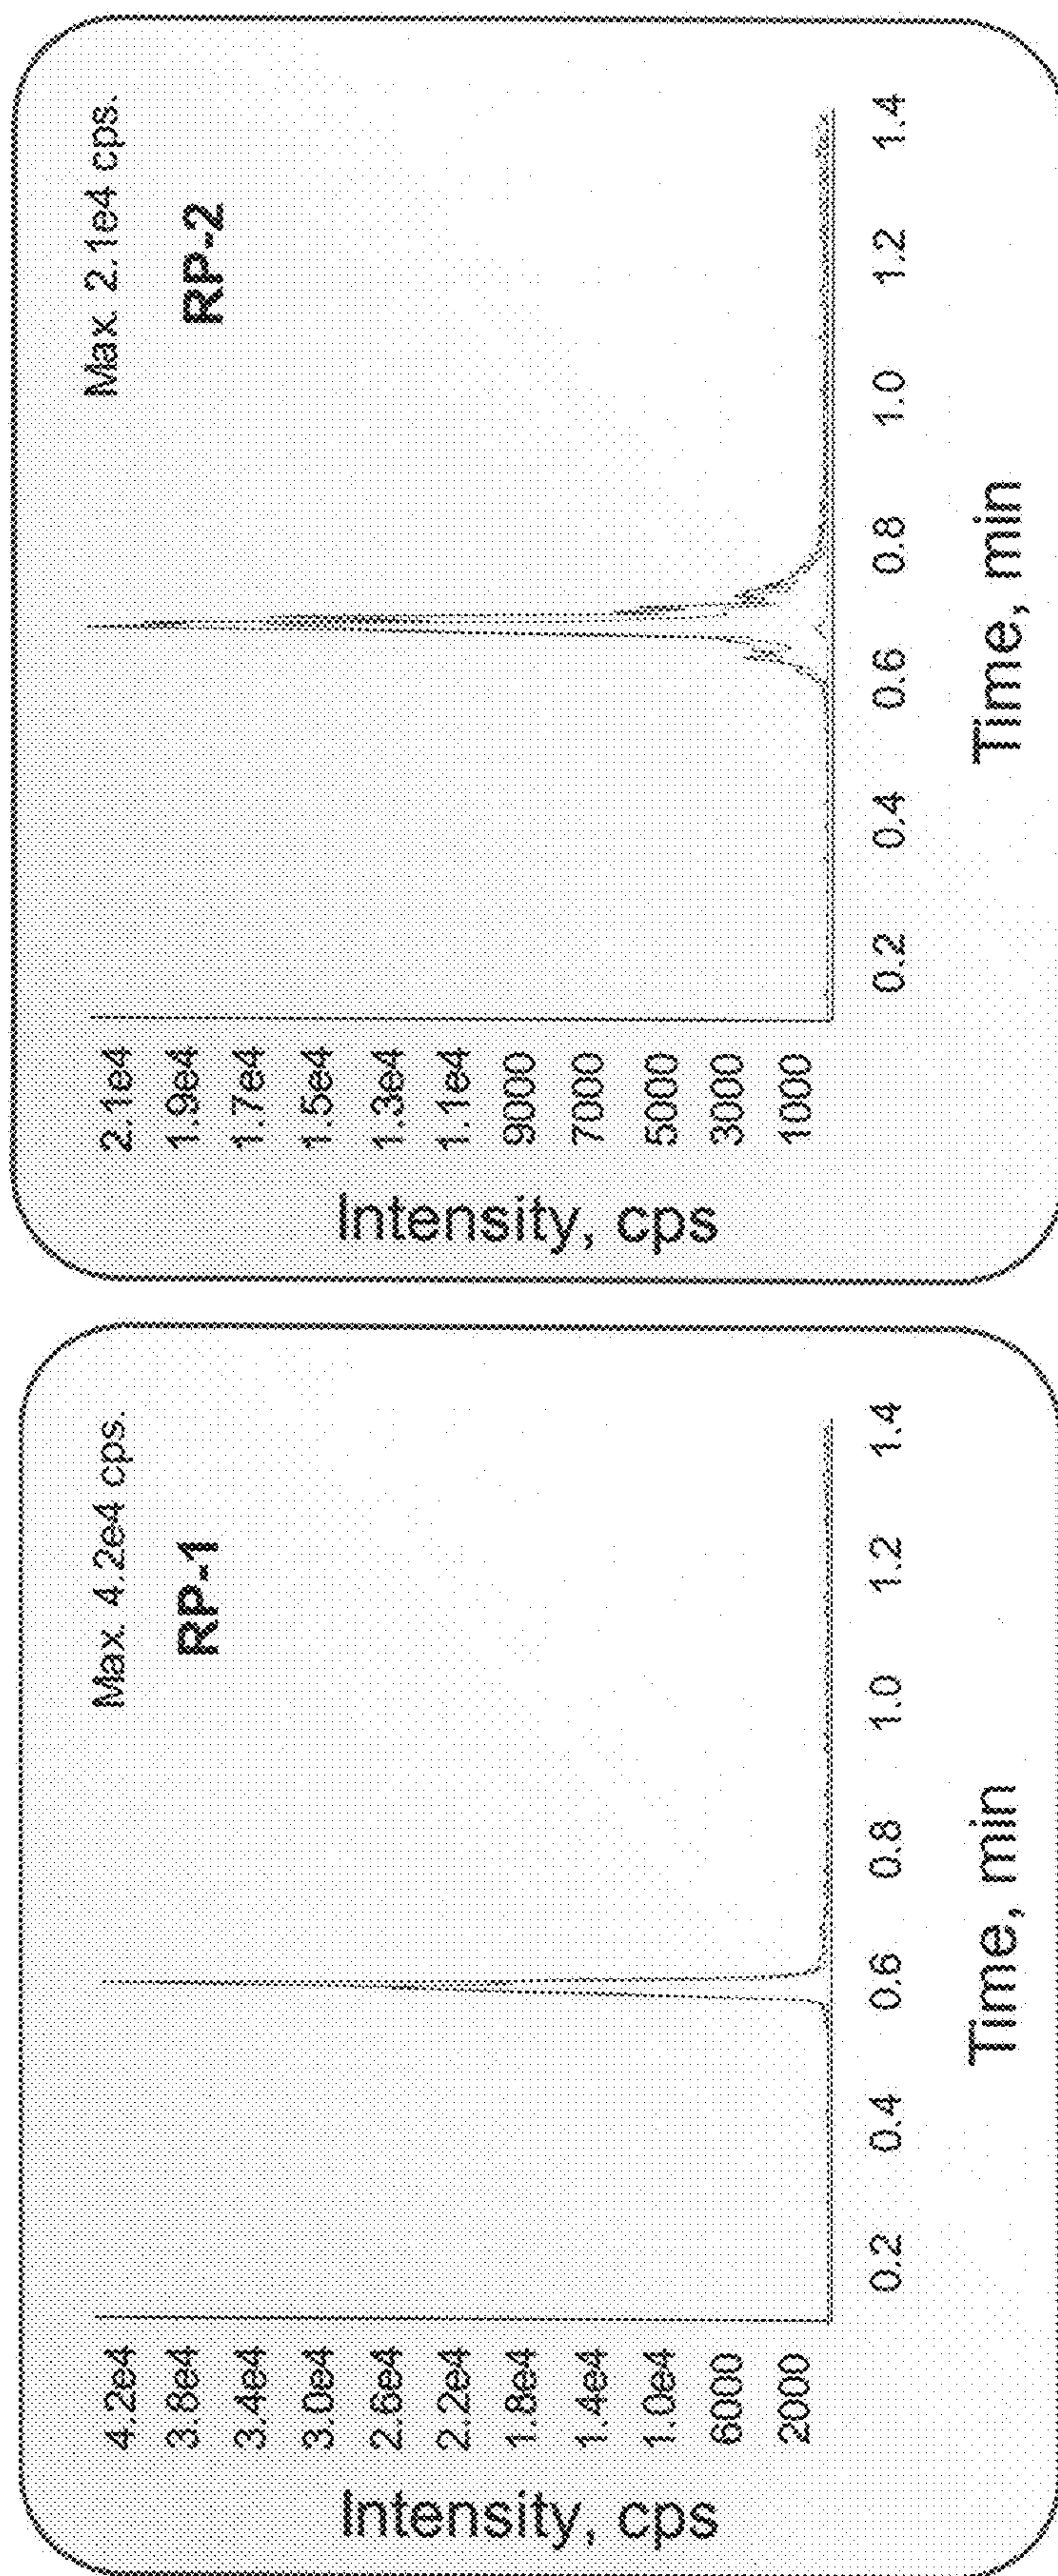 Max. 4.2e4 cps.
RP-1
Intensity, cps
4.2e4
3.8e4
3.4e4
3.0e4
2.6e4
2.2e4
1.8e4
1.4e4
1.0e4
6000
2000
0.2 0.4 0.6 0.8 1.0 1.2 1.4
Time, min
Max. 2.1e4 cps.
RP-2
Intensity, cps
2.1e4
1.9e4
1.7e4
1.5e4
1.3e4
1.1e4
9000
7000
5000
3000
1000
0.2 0.4 0.6 0.8 1.0 1.2 1.4
Time, min